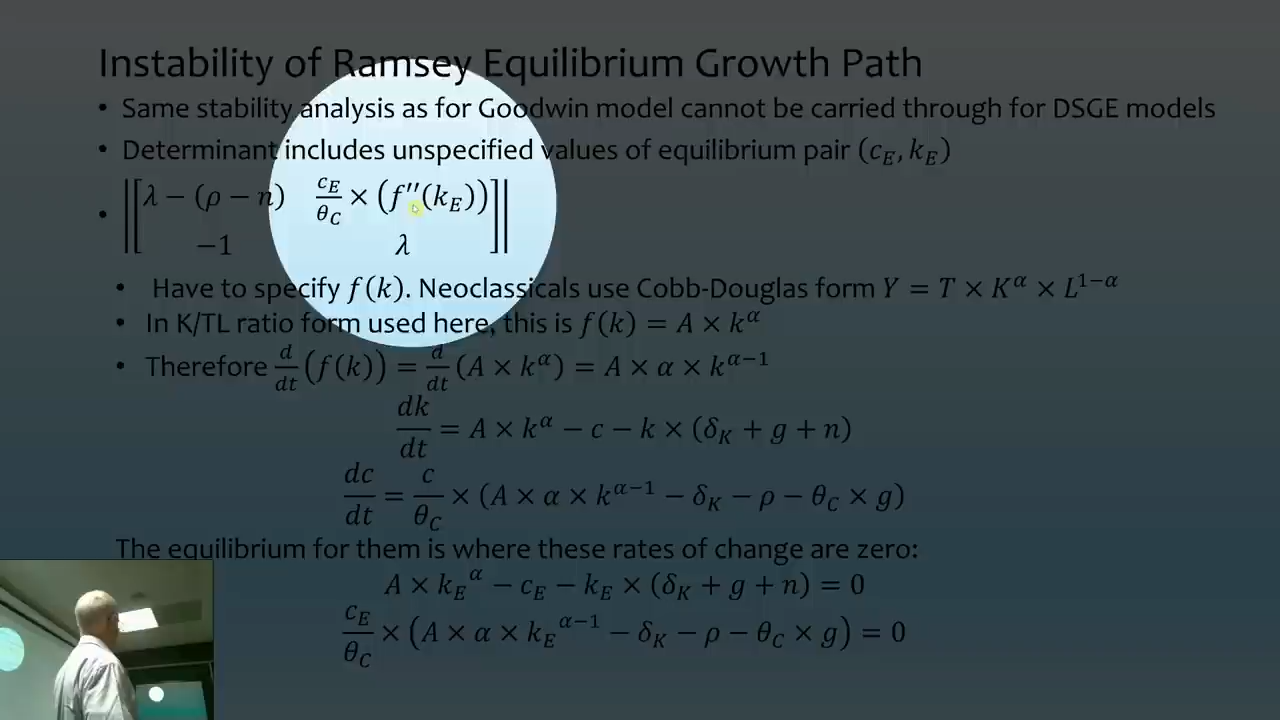 Instability of Ramsey Equilibrium Growth Path
• Same stability analysis as for Goodwin model cannot be carried through for DSGE models
• Determinant includes unspecified values of equilibrium pair (c_E, k_E)
• ‖[λ − (ρ − n)   c_E/θ_C × (f′′(k_E))
−1   λ]‖
• Have to specify f(k). Neoclassicals use Cobb-Douglas form Y = T × K^α × L^{1−α}
• In K/TL ratio form used here, this is f(k) = A × k^α
• Therefore d/dt (f(k)) = d/dt (A × k^α) = A × α × k^{α−1}
dk/dt = A × k^α − c − k × (δ_K + g + n)
dc/dt = c/θ_C × (A × α × k^{α−1} − δ_K − ρ − θ_C × g)
The equilibrium for them is where these rates of change are zero:
A × k_E^α − c_E − k_E × (δ_K + g + n) = 0
c_E/θ_C × (A × α × k_E^{α−1} − δ_K − ρ − θ_C × g) = 0